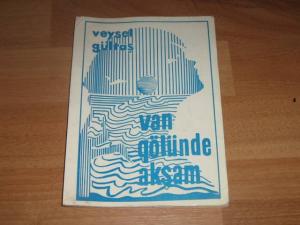 veysel
gültaş
van
gölünde
akşam